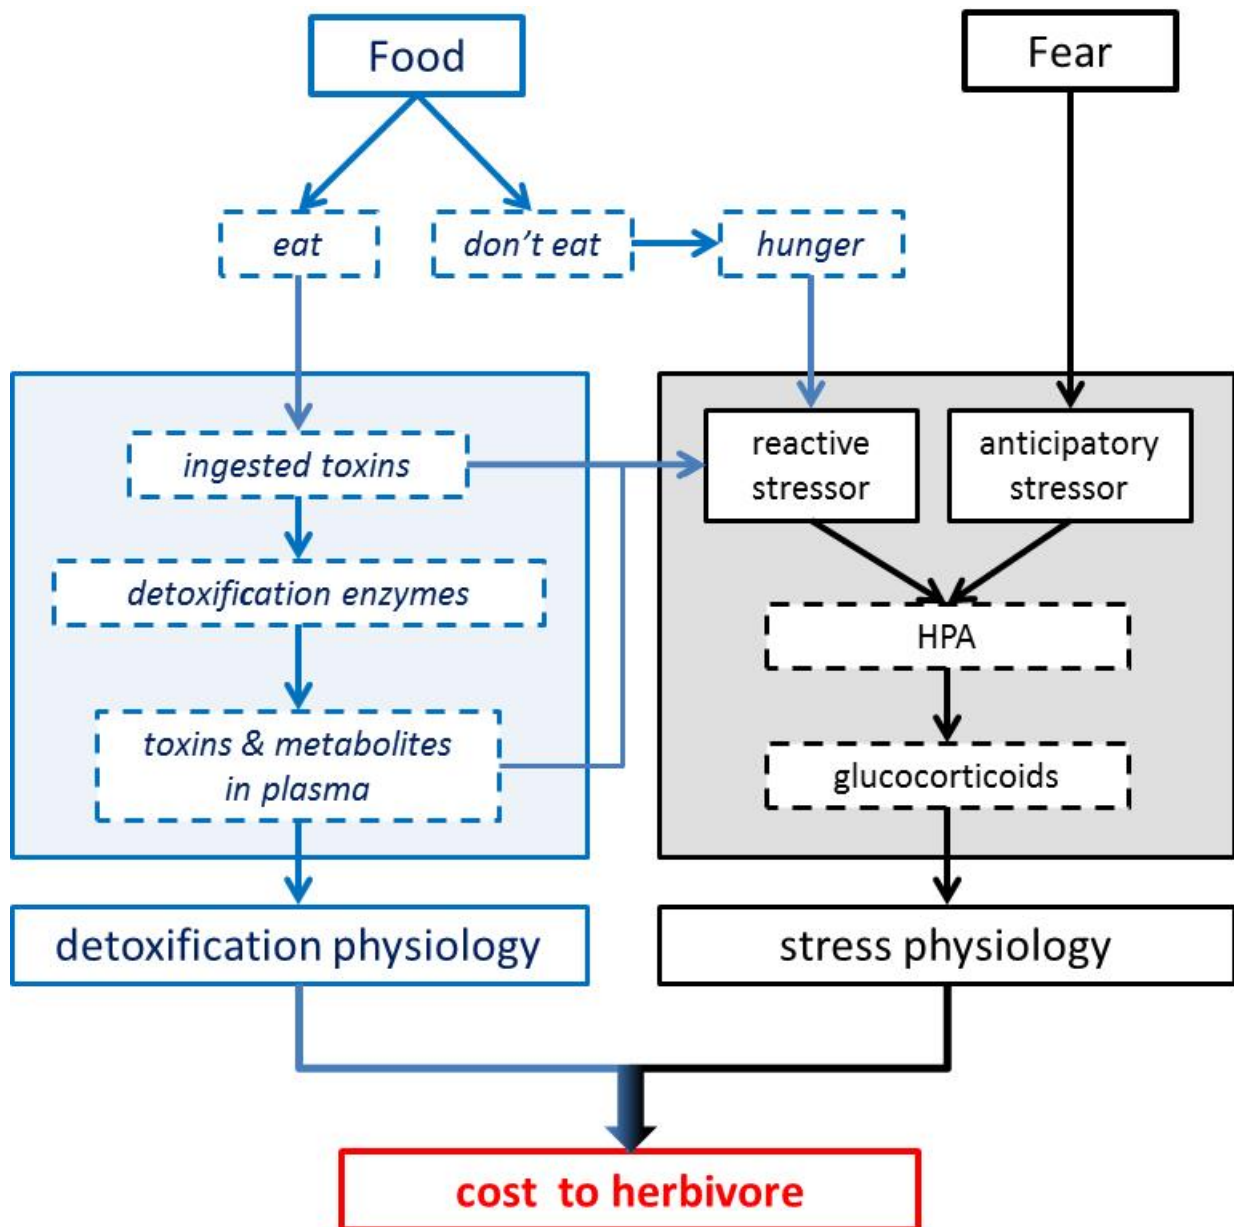 Food
Fear
eat
don't eat
hunger
ingested toxins
detoxification enzymes
toxins & metabolites
in plasma
reactive
stressor
anticipatory
stressor
HPA
glucocorticoids
detoxification physiology
stress physiology
cost to herbivore